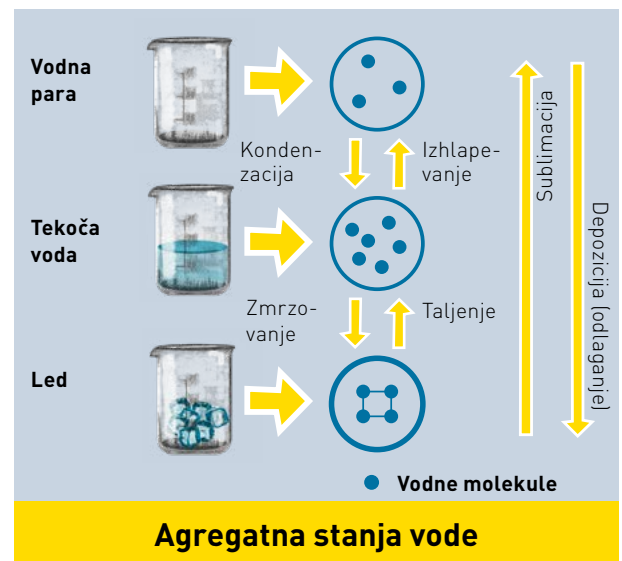 Vodna
para
Konden-
zacija
Izhlape-
vanje
Tekoča
voda
Zmrzo-
vanje
Taljenje
Led
Sublimacija
Depozicija (odlaganje)
Vodne molekule
Agregatna stanja vode